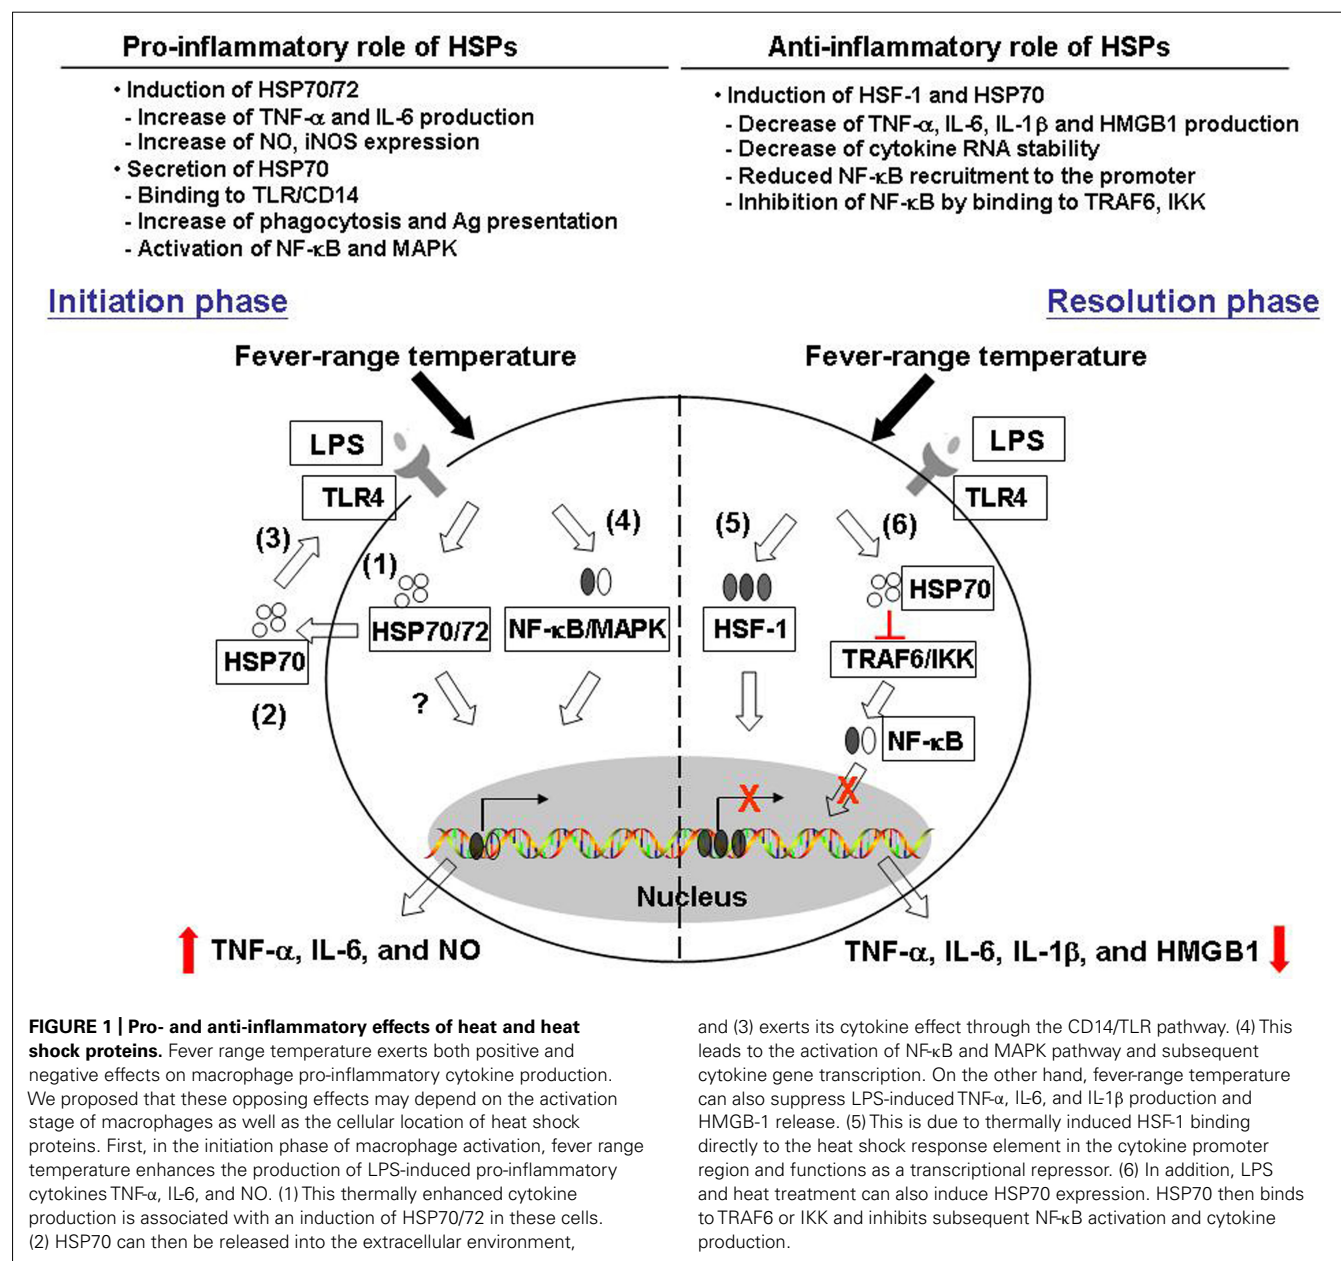 Pro-inflammatory role of HSPs
• Induction of HSP70/72
- Increase of TNF-α and IL-6 production
- Increase of NO, iNOS expression
• Secretion of HSP70
- Binding to TLR/CD14
- Increase of phagocytosis and Ag presentation
- Activation of NF-κB and MAPK
Anti-inflammatory role of HSPs
• Induction of HSF-1 and HSP70
- Decrease of TNF-α, IL-6, IL-1β and HMGB1 production
- Decrease of cytokine RNA stability
- Reduced NF-κB recruitment to the promoter
- Inhibition of NF-κB by binding to TRAF6, IKK
Initiation phase
Resolution phase
Fever-range temperature
Fever-range temperature
LPS
TLR4
(3)
(1)
(4)
HSP70/72
NF-κB/MAPK
HSP70
(2)
?
LPS
TLR4
(5)
(6)
HSP70
HSF-1
TRAF6/IKK
NF-κB
X
X
Nucleus
TNF-α, IL-6, and NO
TNF-α, IL-6, IL-1β, and HMGB1
FIGURE 1 | Pro- and anti-inflammatory effects of heat and heat
shock proteins. Fever range temperature exerts both positive and
negative effects on macrophage pro-inflammatory cytokine production.
We proposed that these opposing effects may depend on the activation
stage of macrophages as well as the cellular location of heat shock
proteins. First, in the initiation phase of macrophage activation, fever range
temperature enhances the production of LPS-induced pro-inflammatory
cytokines TNF-α, IL-6, and NO. (1) This thermally enhanced cytokine
production is associated with an induction of HSP70/72 in these cells.
(2) HSP70 can then be released into the extracellular environment,
and (3) exerts its cytokine effect through the CD14/TLR pathway. (4) This
leads to the activation of NF-κB and MAPK pathway and subsequent
cytokine gene transcription. On the other hand, fever-range temperature
can also suppress LPS-induced TNF-α, IL-6, and IL-1β production and
HMGB-1 release. (5) This is due to thermally induced HSF-1 binding
directly to the heat shock response element in the cytokine promoter
region and functions as a transcriptional repressor. (6) In addition, LPS
and heat treatment can also induce HSP70 expression. HSP70 then binds
to TRAF6 or IKK and inhibits subsequent NF-κB activation and cytokine
production.